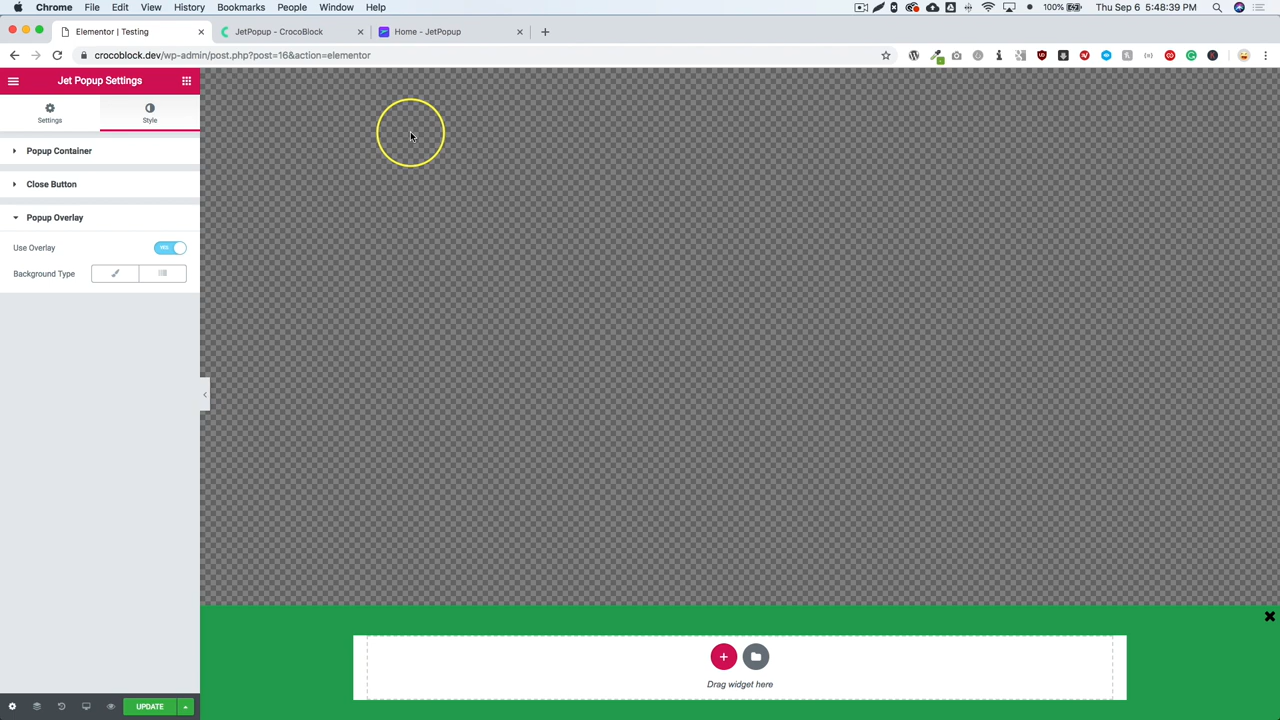 Chrome File Edit View History Bookmarks People Window Help 100% Thu Sep 6 5:48:39 PM
Elementor | Testing JetPopup - CrocoBlock Home - JetPopup
crocoblock.dev/wp-admin/post.php?post=16&action=elementor
Jet Popup Settings
Settings Style
Popup Container
Close Button
Popup Overlay
Use Overlay YES
Background Type
Drag widget here
UPDATE